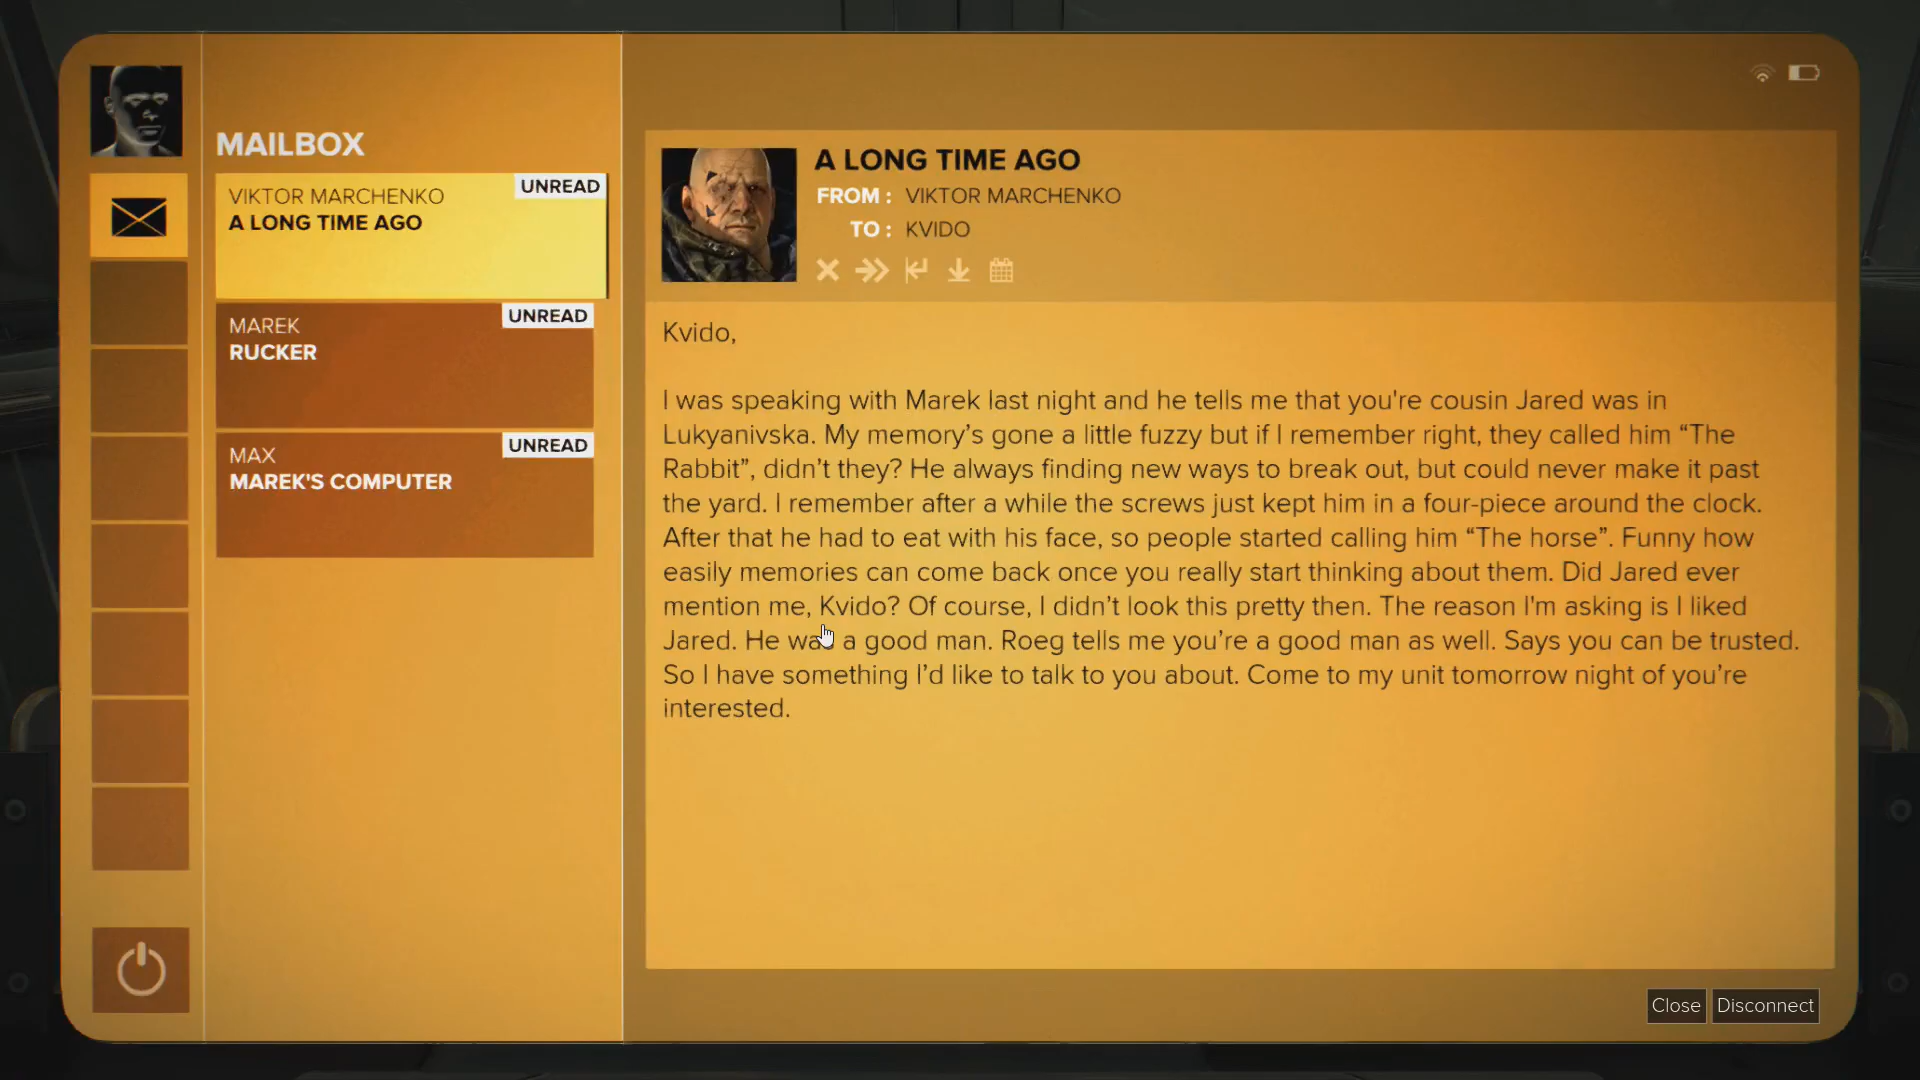 MAILBOX
VIKTOR MARCHENKO
UNREAD
A LONG TIME AGO
MAREK
UNREAD
RUCKER
MAX
UNREAD
MAREK'S COMPUTER
A LONG TIME AGO
FROM : VIKTOR MARCHENKO
TO : KVIDO
Kvido,
I was speaking with Marek last night and he tells me that you're cousin Jared was in
Lukyanivska. My memory’s gone a little fuzzy but if I remember right, they called him “The
Rabbit”, didn’t they? He always finding new ways to break out, but could never make it past
the yard. I remember after a while the screws just kept him in a four-piece around the clock.
After that he had to eat with his face, so people started calling him “The horse”. Funny how
easily memories can come back once you really start thinking about them. Did Jared ever
mention me, Kvido? Of course, I didn’t look this pretty then. The reason I'm asking is I liked
Jared. He was a good man. Roeg tells me you’re a good man as well. Says you can be trusted.
So I have something I’d like to talk to you about. Come to my unit tomorrow night of you’re
interested.
Close
Disconnect